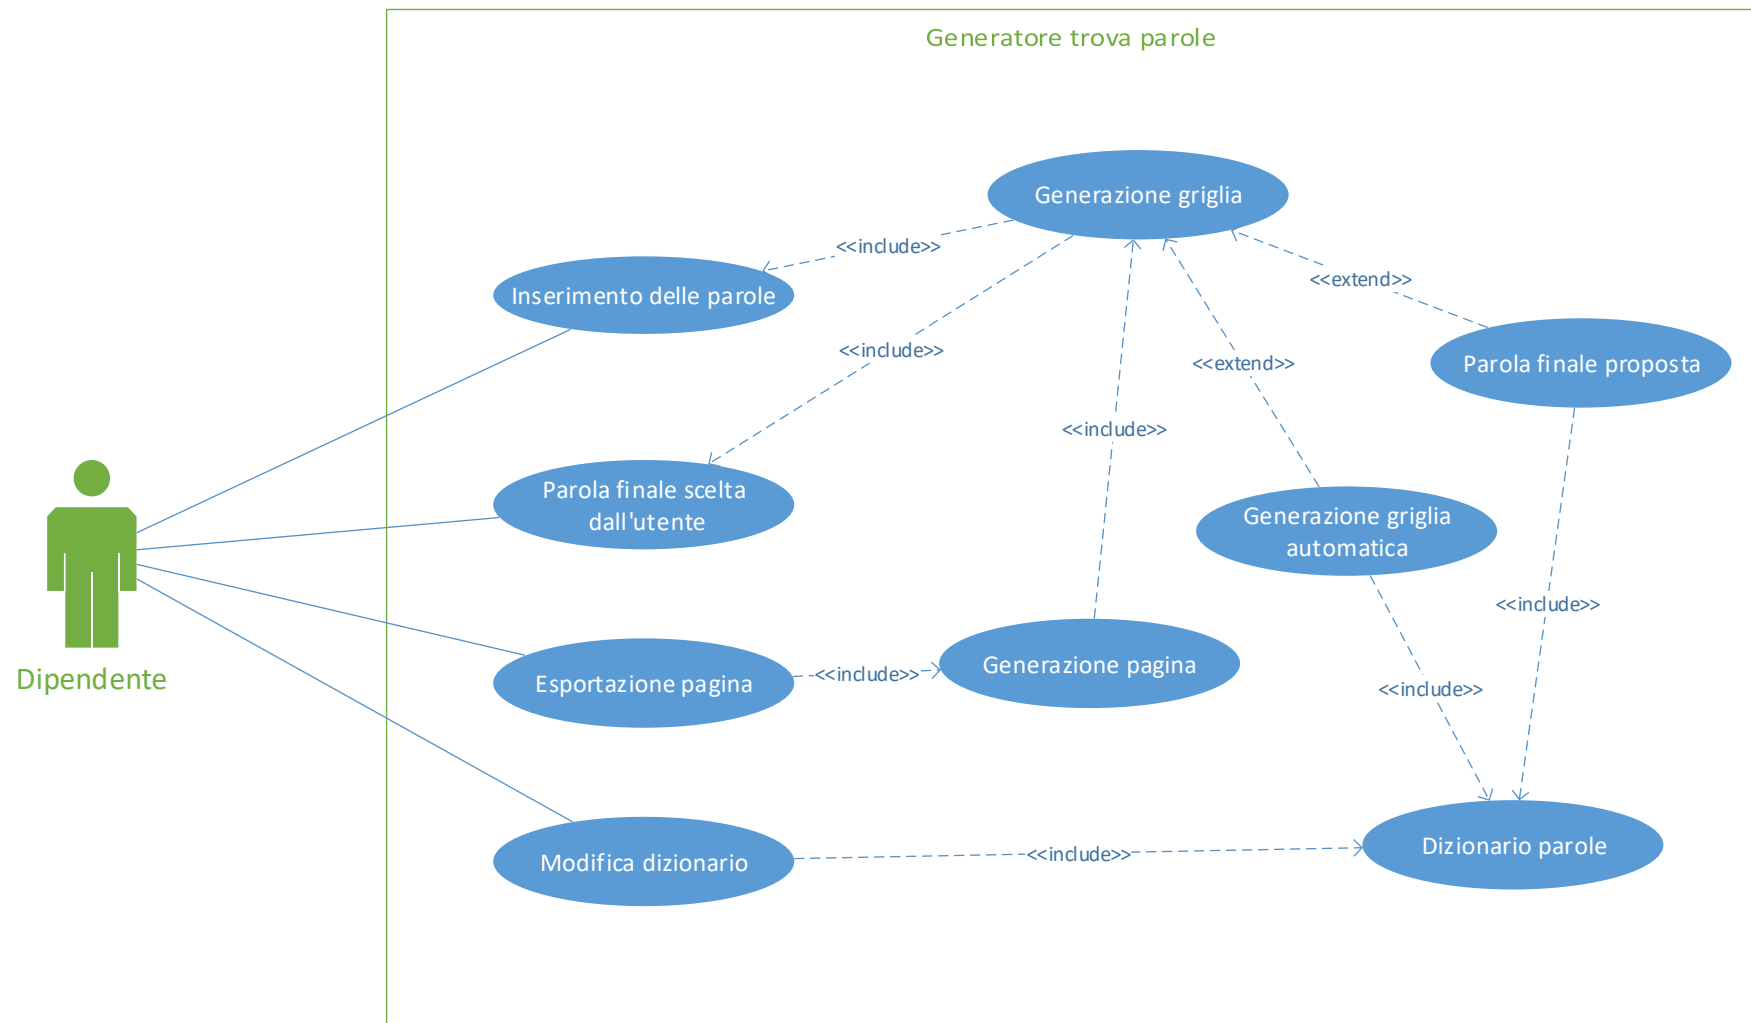 Generatore trova parole
Generazione griglia
<<include>>
Inserimento delle parole
<<extend>>
<<include>>
<<extend>>
Parola finale proposta
<<include>>
Parola finale scelta
dall'utente
Generazione griglia
automatica
<<include>>
Dipendente
Esportazione pagina
<<include>>
Generazione pagina
<<include>>
Modifica dizionario
<<include>>
Dizionario parole